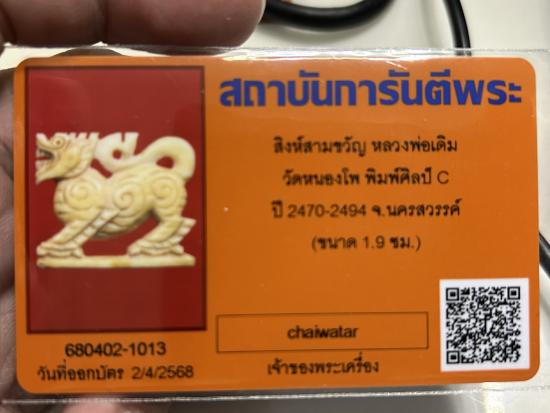 สถาบันการันตีพระ
สิงห์สามขวัญ หลวงพ่อเดิม
วัดหนองโพ พิมพ์ศิลป์ C
ปี 2470-2494 จ.นครสวรรค์
(ขนาด 1.9 ซม.)
chaiwatar
เจ้าของพระเครื่อง
680402-1013
วันที่ออกบัตร 2/4/2568